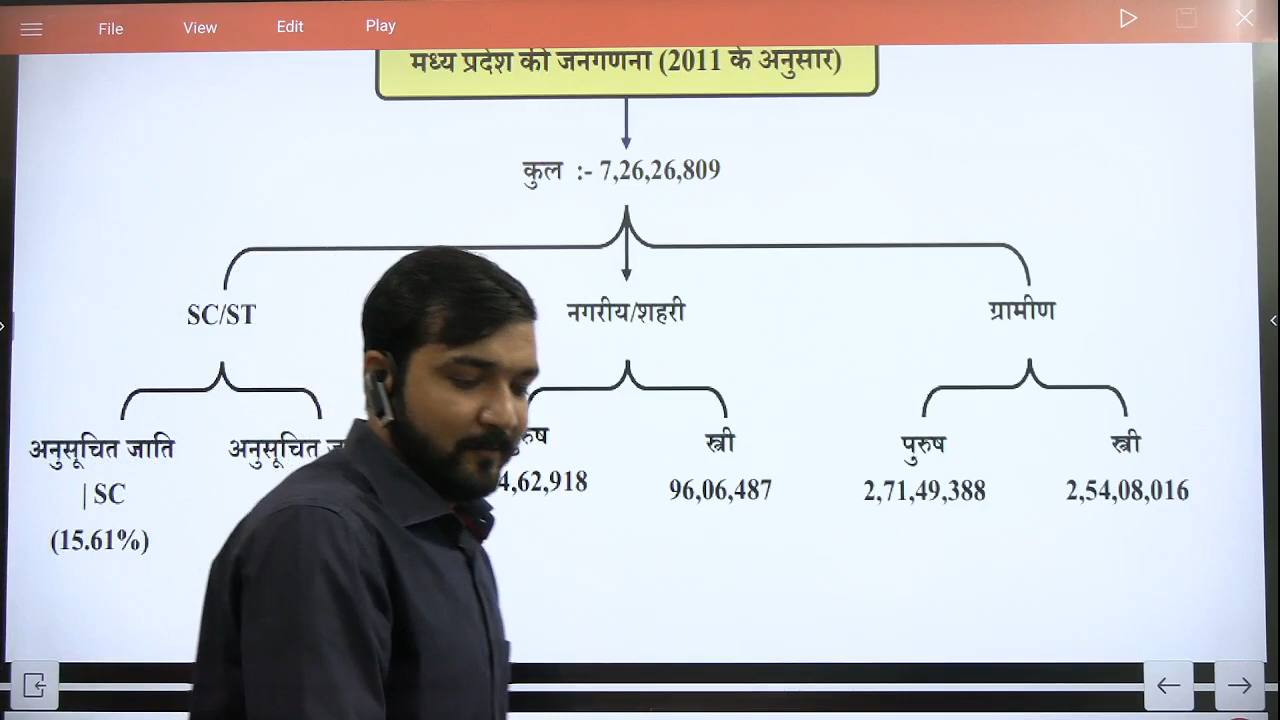 File View Edit Play
मध्य प्रदेश की जनगणना (2011 के अनुसार)
कुल :- 7,26,26,809
SC/ST नगरीय/शहरी ग्रामीण
अनुसूचित जाति अनुसूचित स्त्री पुरुष स्त्री
4,62,918 96,06,487 2,71,49,388 2,54,08,016
| SC
(15.61%)